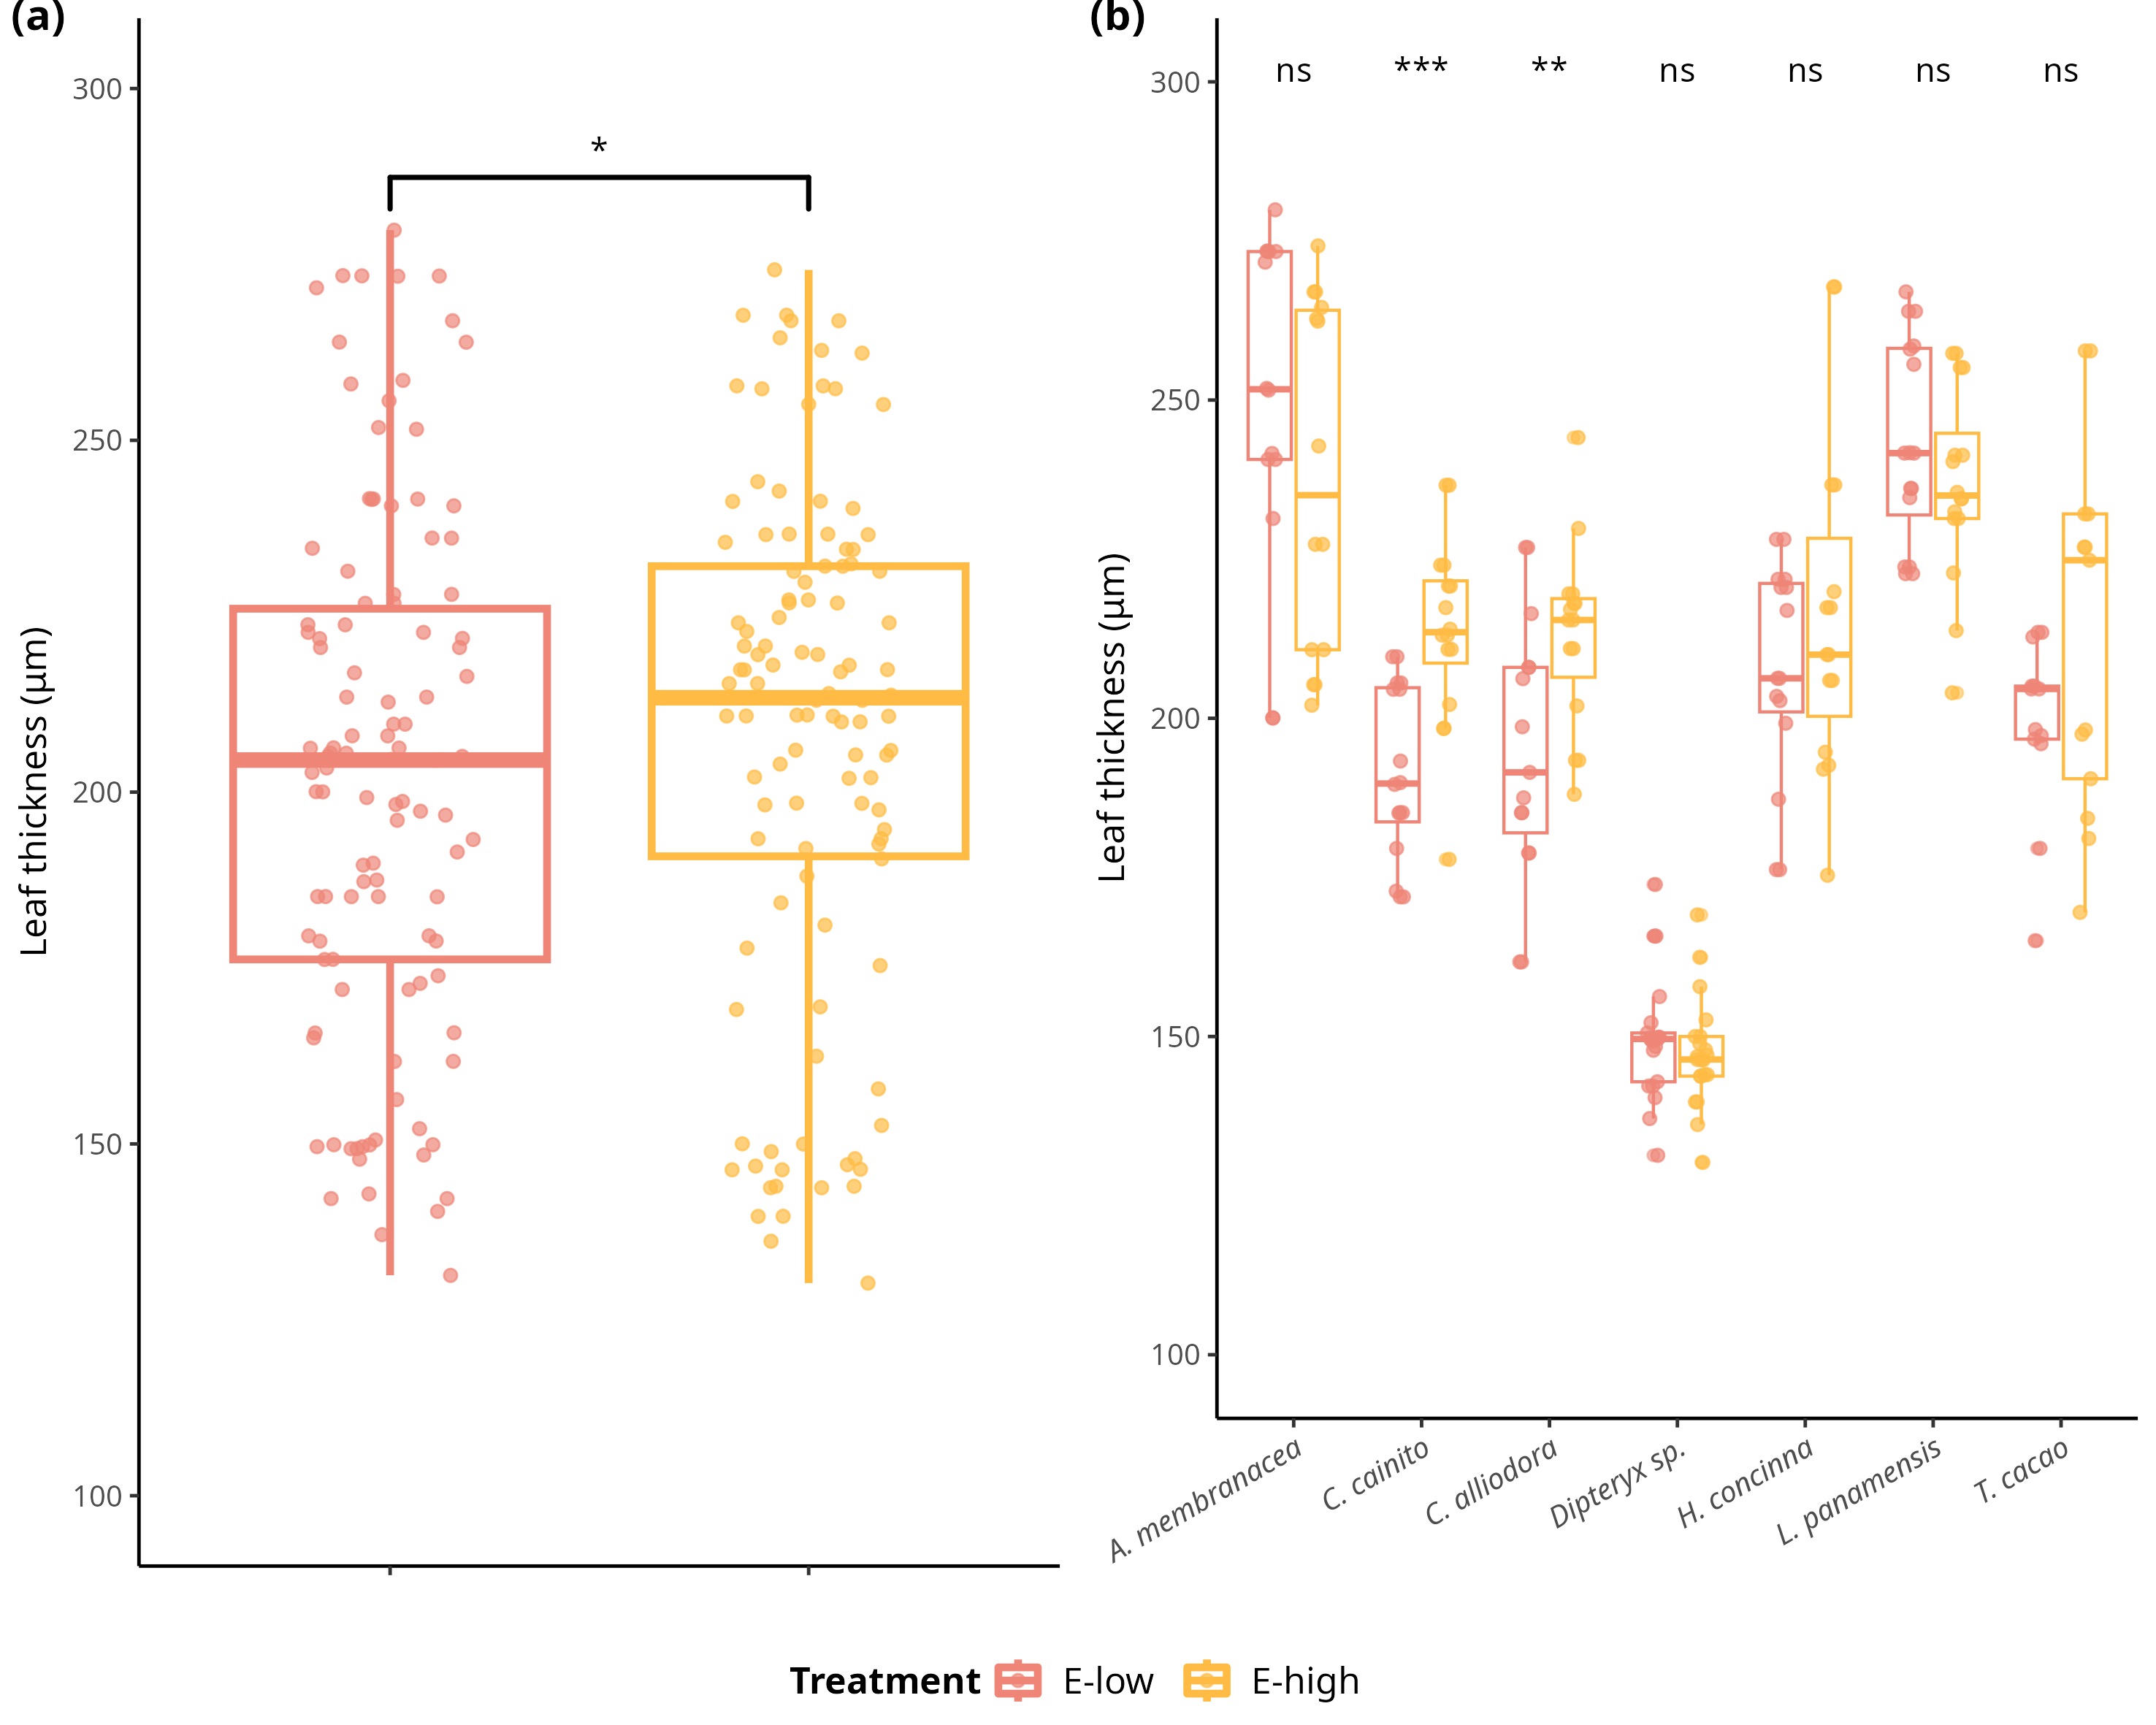 (a)
300
250
200
150
100
Leaf thickness (µm)
*
(b)
300
250
200
150
100
Leaf thickness (µm)
ns *** ** ns ns ns ns
A. membranacea
C. cainito
C. alliodora
Dipteryx sp.
H. concinna
L. panamensis
T. cacao
Treatment E-low E-high